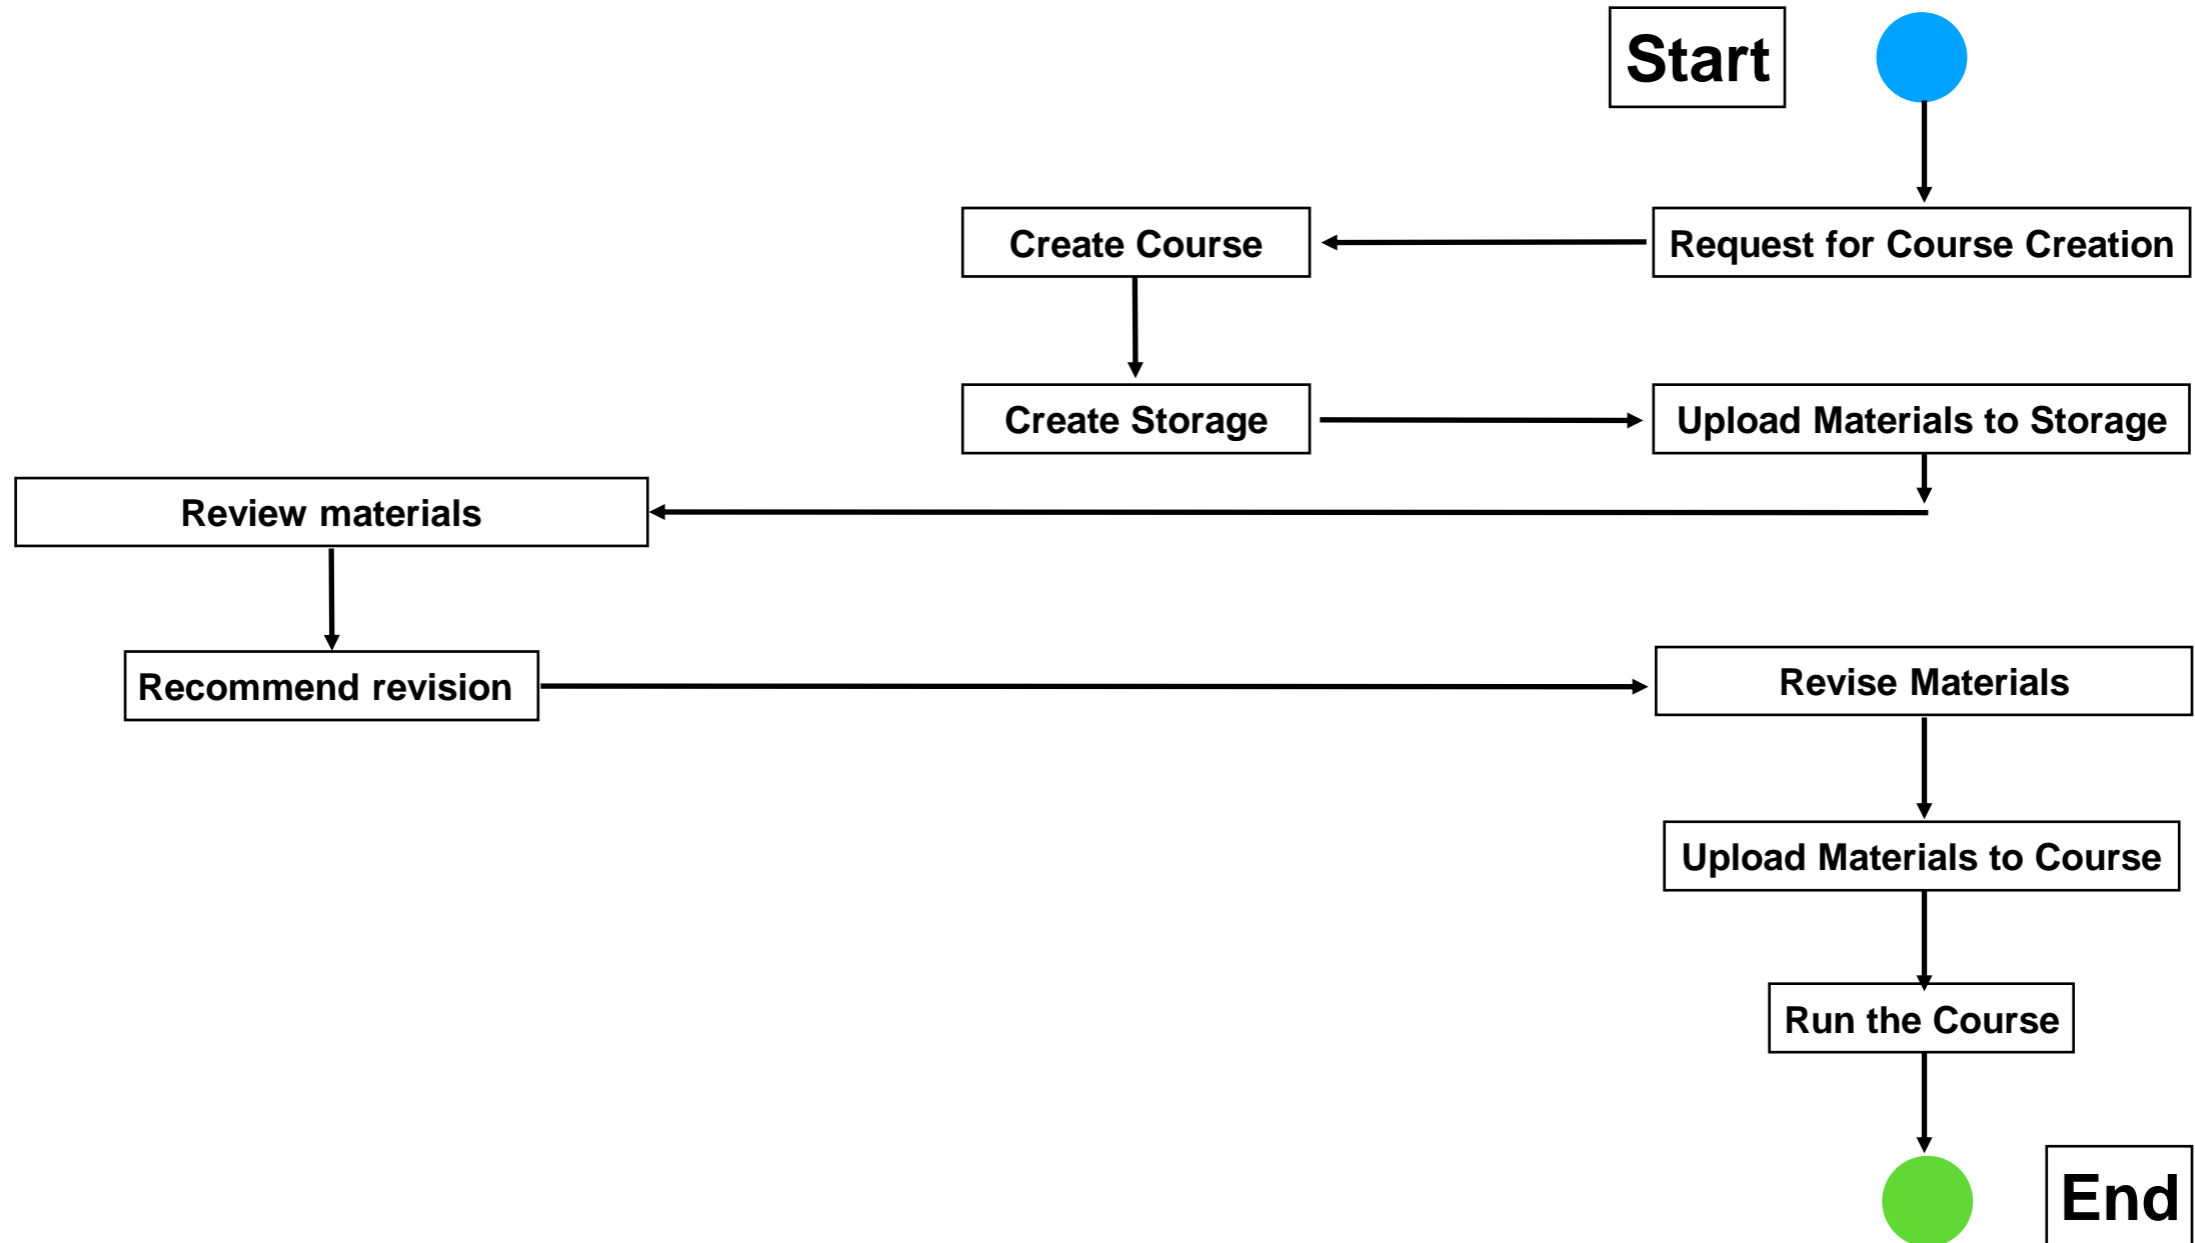 Start
Create Course
Request for Course Creation
Create Storage
Upload Materials to Storage
Review materials
Recommend revision
Revise Materials
Upload Materials to Course
Run the Course
End